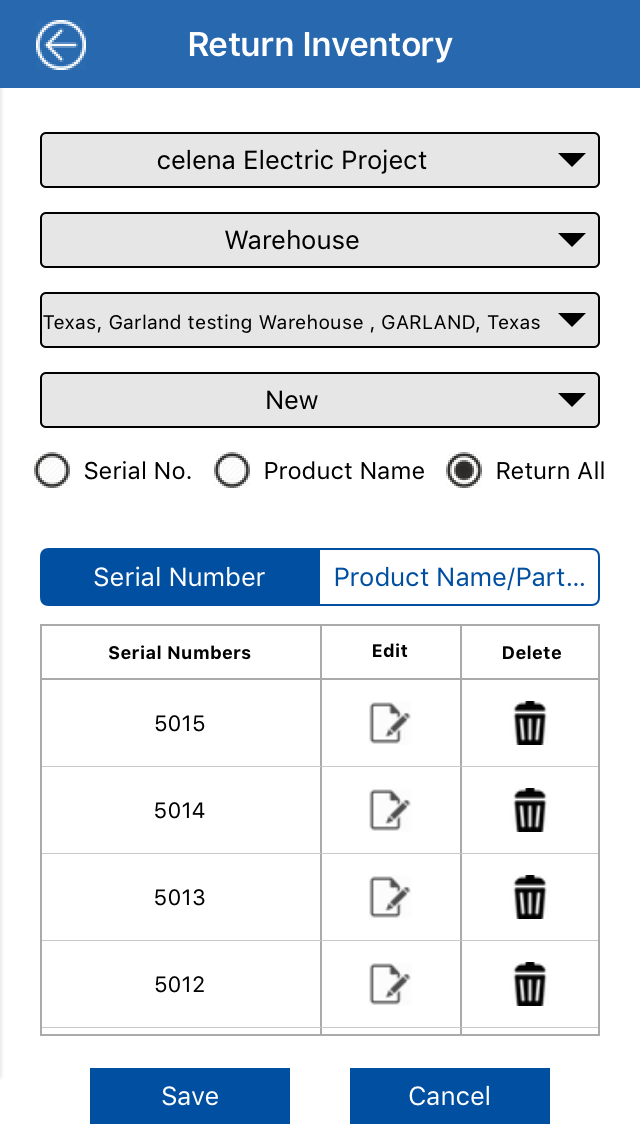 Return Inventory
celena Electric Project
Warehouse
Texas, Garland testing Warehouse , GARLAND, Texas
New
Serial No. Product Name Return All
Serial Number Product Name/Part...
Serial Numbers Edit Delete
5015
5014
5013
5012
Save Cancel